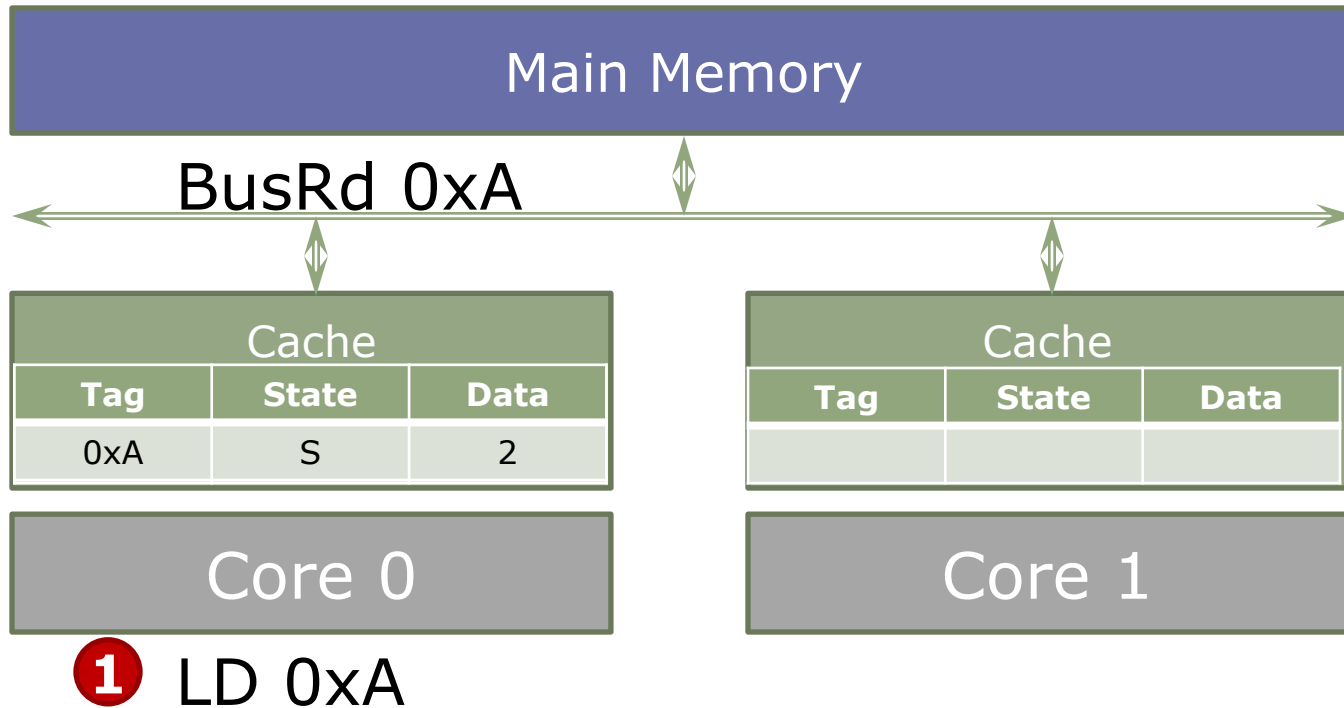 Main Memory
BusRd 0xA
Cache
Tag State Data
0xA S 2
Cache
Tag State Data
Core 0
Core 1
1 LD 0xA